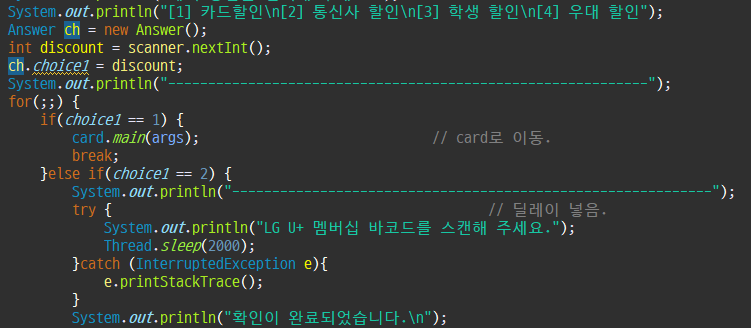 System.out.println("[1] 카드할인\n[2] 통신사 할인\n[3] 학생 할인\n[4] 우대 할인");
Answer ch = new Answer();
int discount = scanner.nextInt();
ch.choice1 = discount;
System.out.println("------------------------------------------------------------");
for(;;) {
if(choice1 == 1) {
card.main(args); // card로 이동.
break;
}else if(choice1 == 2) {
System.out.println("------------------------------------------------------------");
try { // 딜레이 넣음.
System.out.println("LG U+ 멤버십 바코드를 스캔해 주세요.");
Thread.sleep(2000);
}catch (InterruptedException e){
e.printStackTrace();
}
System.out.println("확인이 완료되었습니다.\n");